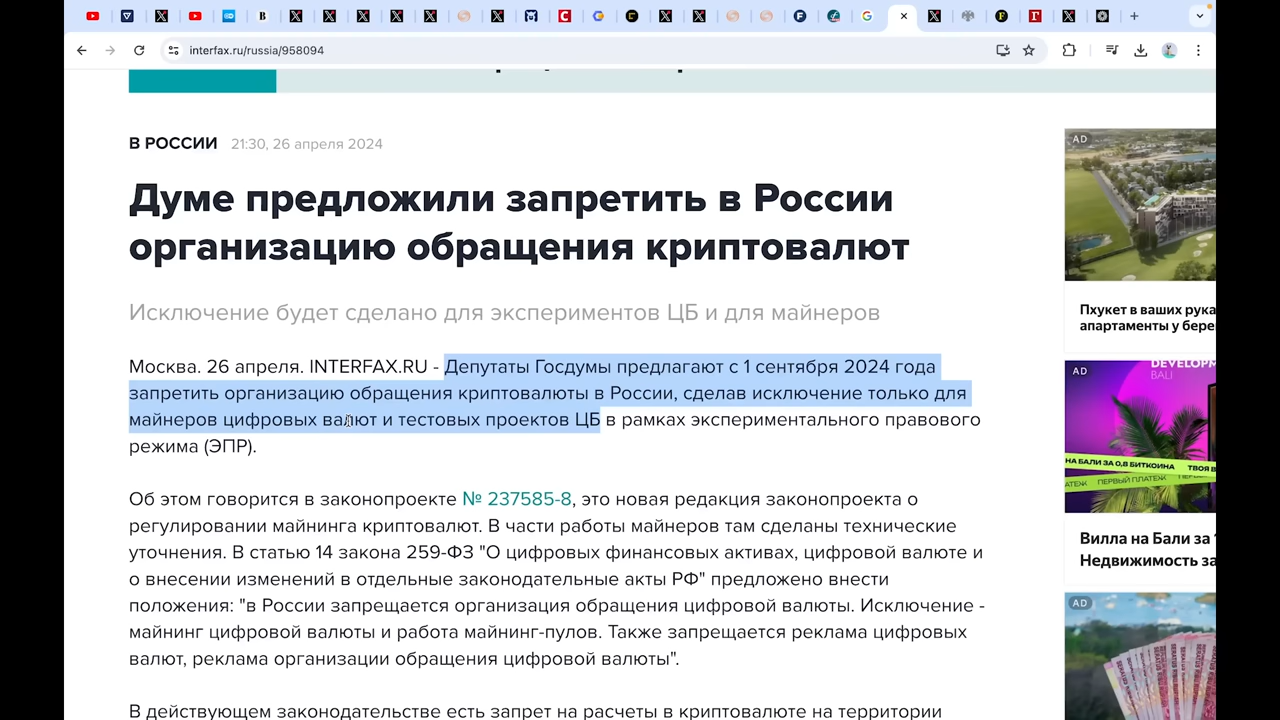 interfax.ru/russia/958094
В РОССИИ 21:30, 26 апреля 2024
Думе предложили запретить в России
организацию обращения криптовалют
Исключение будет сделано для экспериментов ЦБ и для майнеров
Москва. 26 апреля. INTERFAX.RU - Депутаты Госдумы предлагают с 1 сентября 2024 года
запретить организацию обращения криптовалюты в России, сделав исключение только для
майнеров цифровых валют и тестовых проектов ЦБ в рамках экспериментального правового
режима (ЭПР).
Об этом говорится в законопроекте № 237585-8, это новая редакция законопроекта о
регулировании майнинга криптовалют. В части работы майнеров там сделаны технические
уточнения. В статью 14 закона 259-ФЗ "О цифровых финансовых активах, цифровой валюте и
о внесении изменений в отдельные законодательные акты РФ" предложено внести
положения: "в России запрещается организация обращения цифровой валюты. Исключение -
майнинг цифровой валюты и работа майнинг-пулов. Также запрещается реклама цифровых
валют, реклама организации обращения цифровой валюты".
В действующем законодательстве есть запрет на расчеты в криптовалюте на территории
AD
Пхукет в ваших рука
апартаменты у бере
AD
DEVELOPM
BALI
НА БАЛИ ЗА 0,8 БИТКОИНА ТВОЯ В
АТЕЖ ПЕРВЫЙ ПЛАТЕЖ
Вилла на Бали за
Недвижимость за
AD